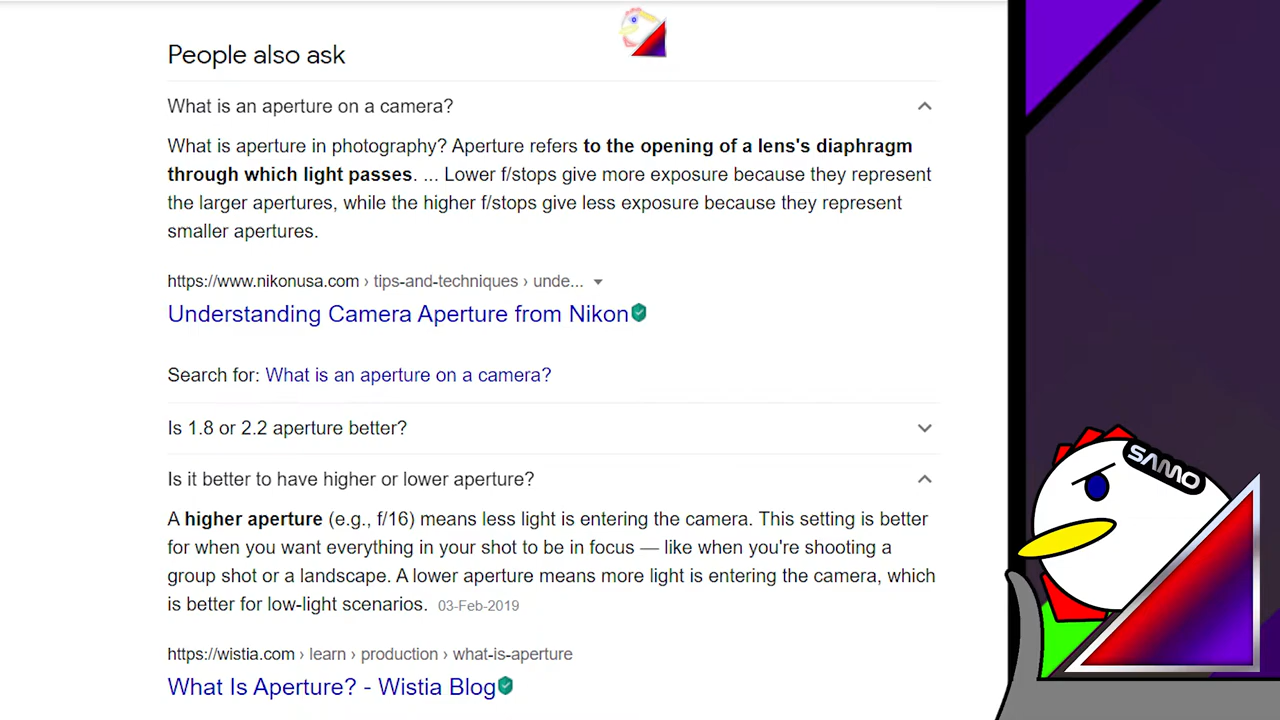 People also ask
What is an aperture on a camera?
What is aperture in photography? Aperture refers to the opening of a lens's diaphragm
through which light passes. ... Lower f/stops give more exposure because they represent
the larger apertures, while the higher f/stops give less exposure because they represent
smaller apertures.
https://www.nikonusa.com › tips-and-techniques › unde...
Understanding Camera Aperture from Nikon
Search for: What is an aperture on a camera?
Is 1.8 or 2.2 aperture better?
Is it better to have higher or lower aperture?
A higher aperture (e.g., f/16) means less light is entering the camera. This setting is better
for when you want everything in your shot to be in focus — like when you're shooting a
group shot or a landscape. A lower aperture means more light is entering the camera, which
is better for low-light scenarios. 03-Feb-2019
https://wistia.com › learn › production › what-is-aperture
What Is Aperture? - Wistia Blog
SAMO